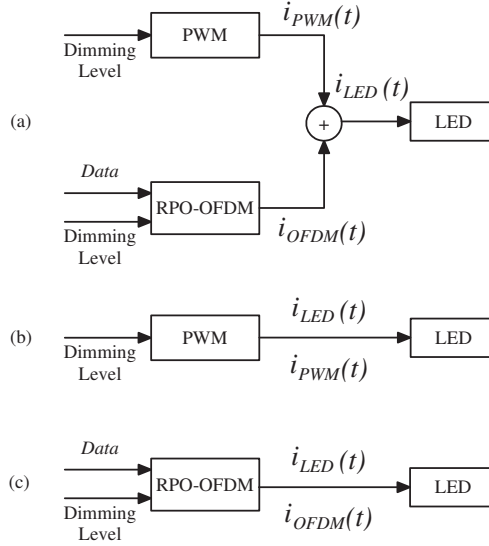 PWM
i_PWM(t)
Dimming
Level
i_LED(t)
(a)
+
LED
Data
RPO-OFDM
Dimming
Level
i_OFDM(t)
(b)
PWM
i_LED(t)
LED
Dimming
Level
i_PWM(t)
Data
(c)
RPO-OFDM
i_LED(t)
LED
Dimming
Level
i_OFDM(t)